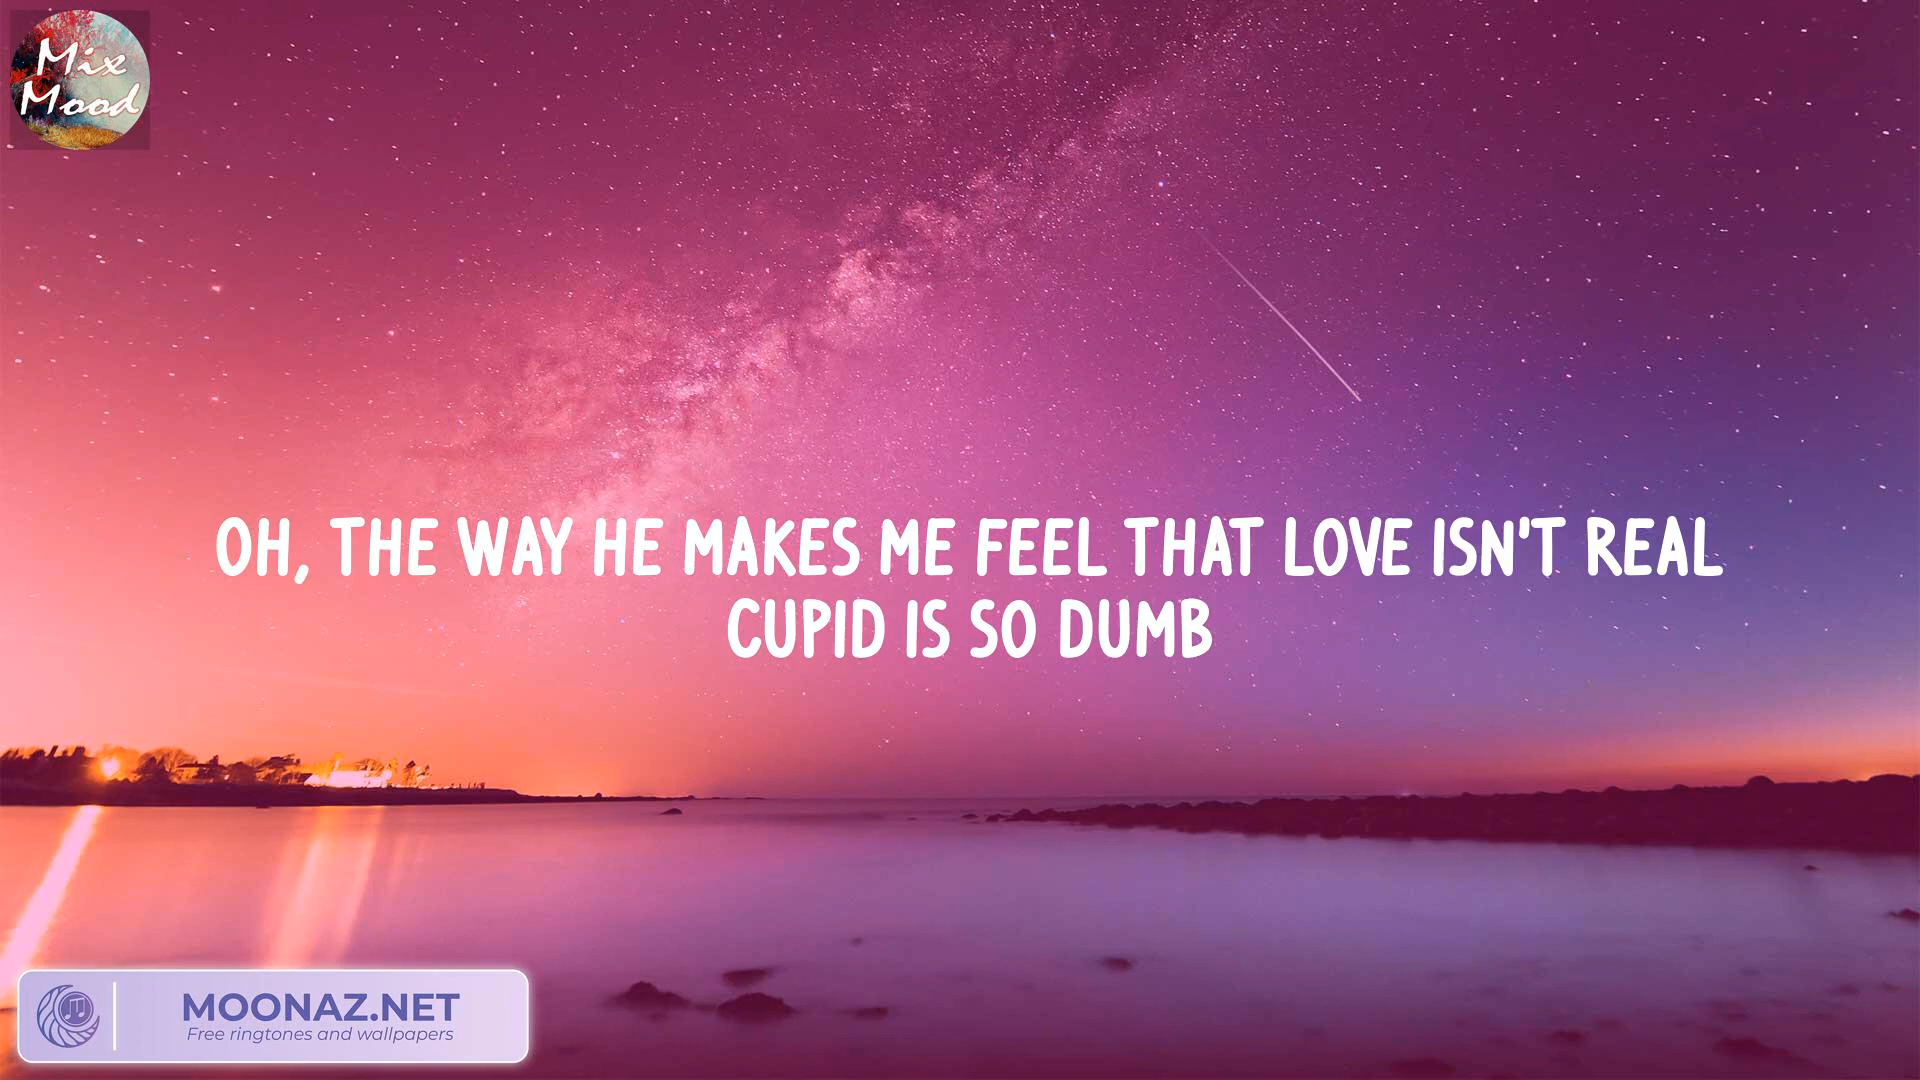 Mix
Mood
OH, THE WAY HE MAKES ME FEEL THAT LOVE ISN'T REAL
CUPID IS SO DUMB
MOONAZ.NET
Free ringtones and wallpapers